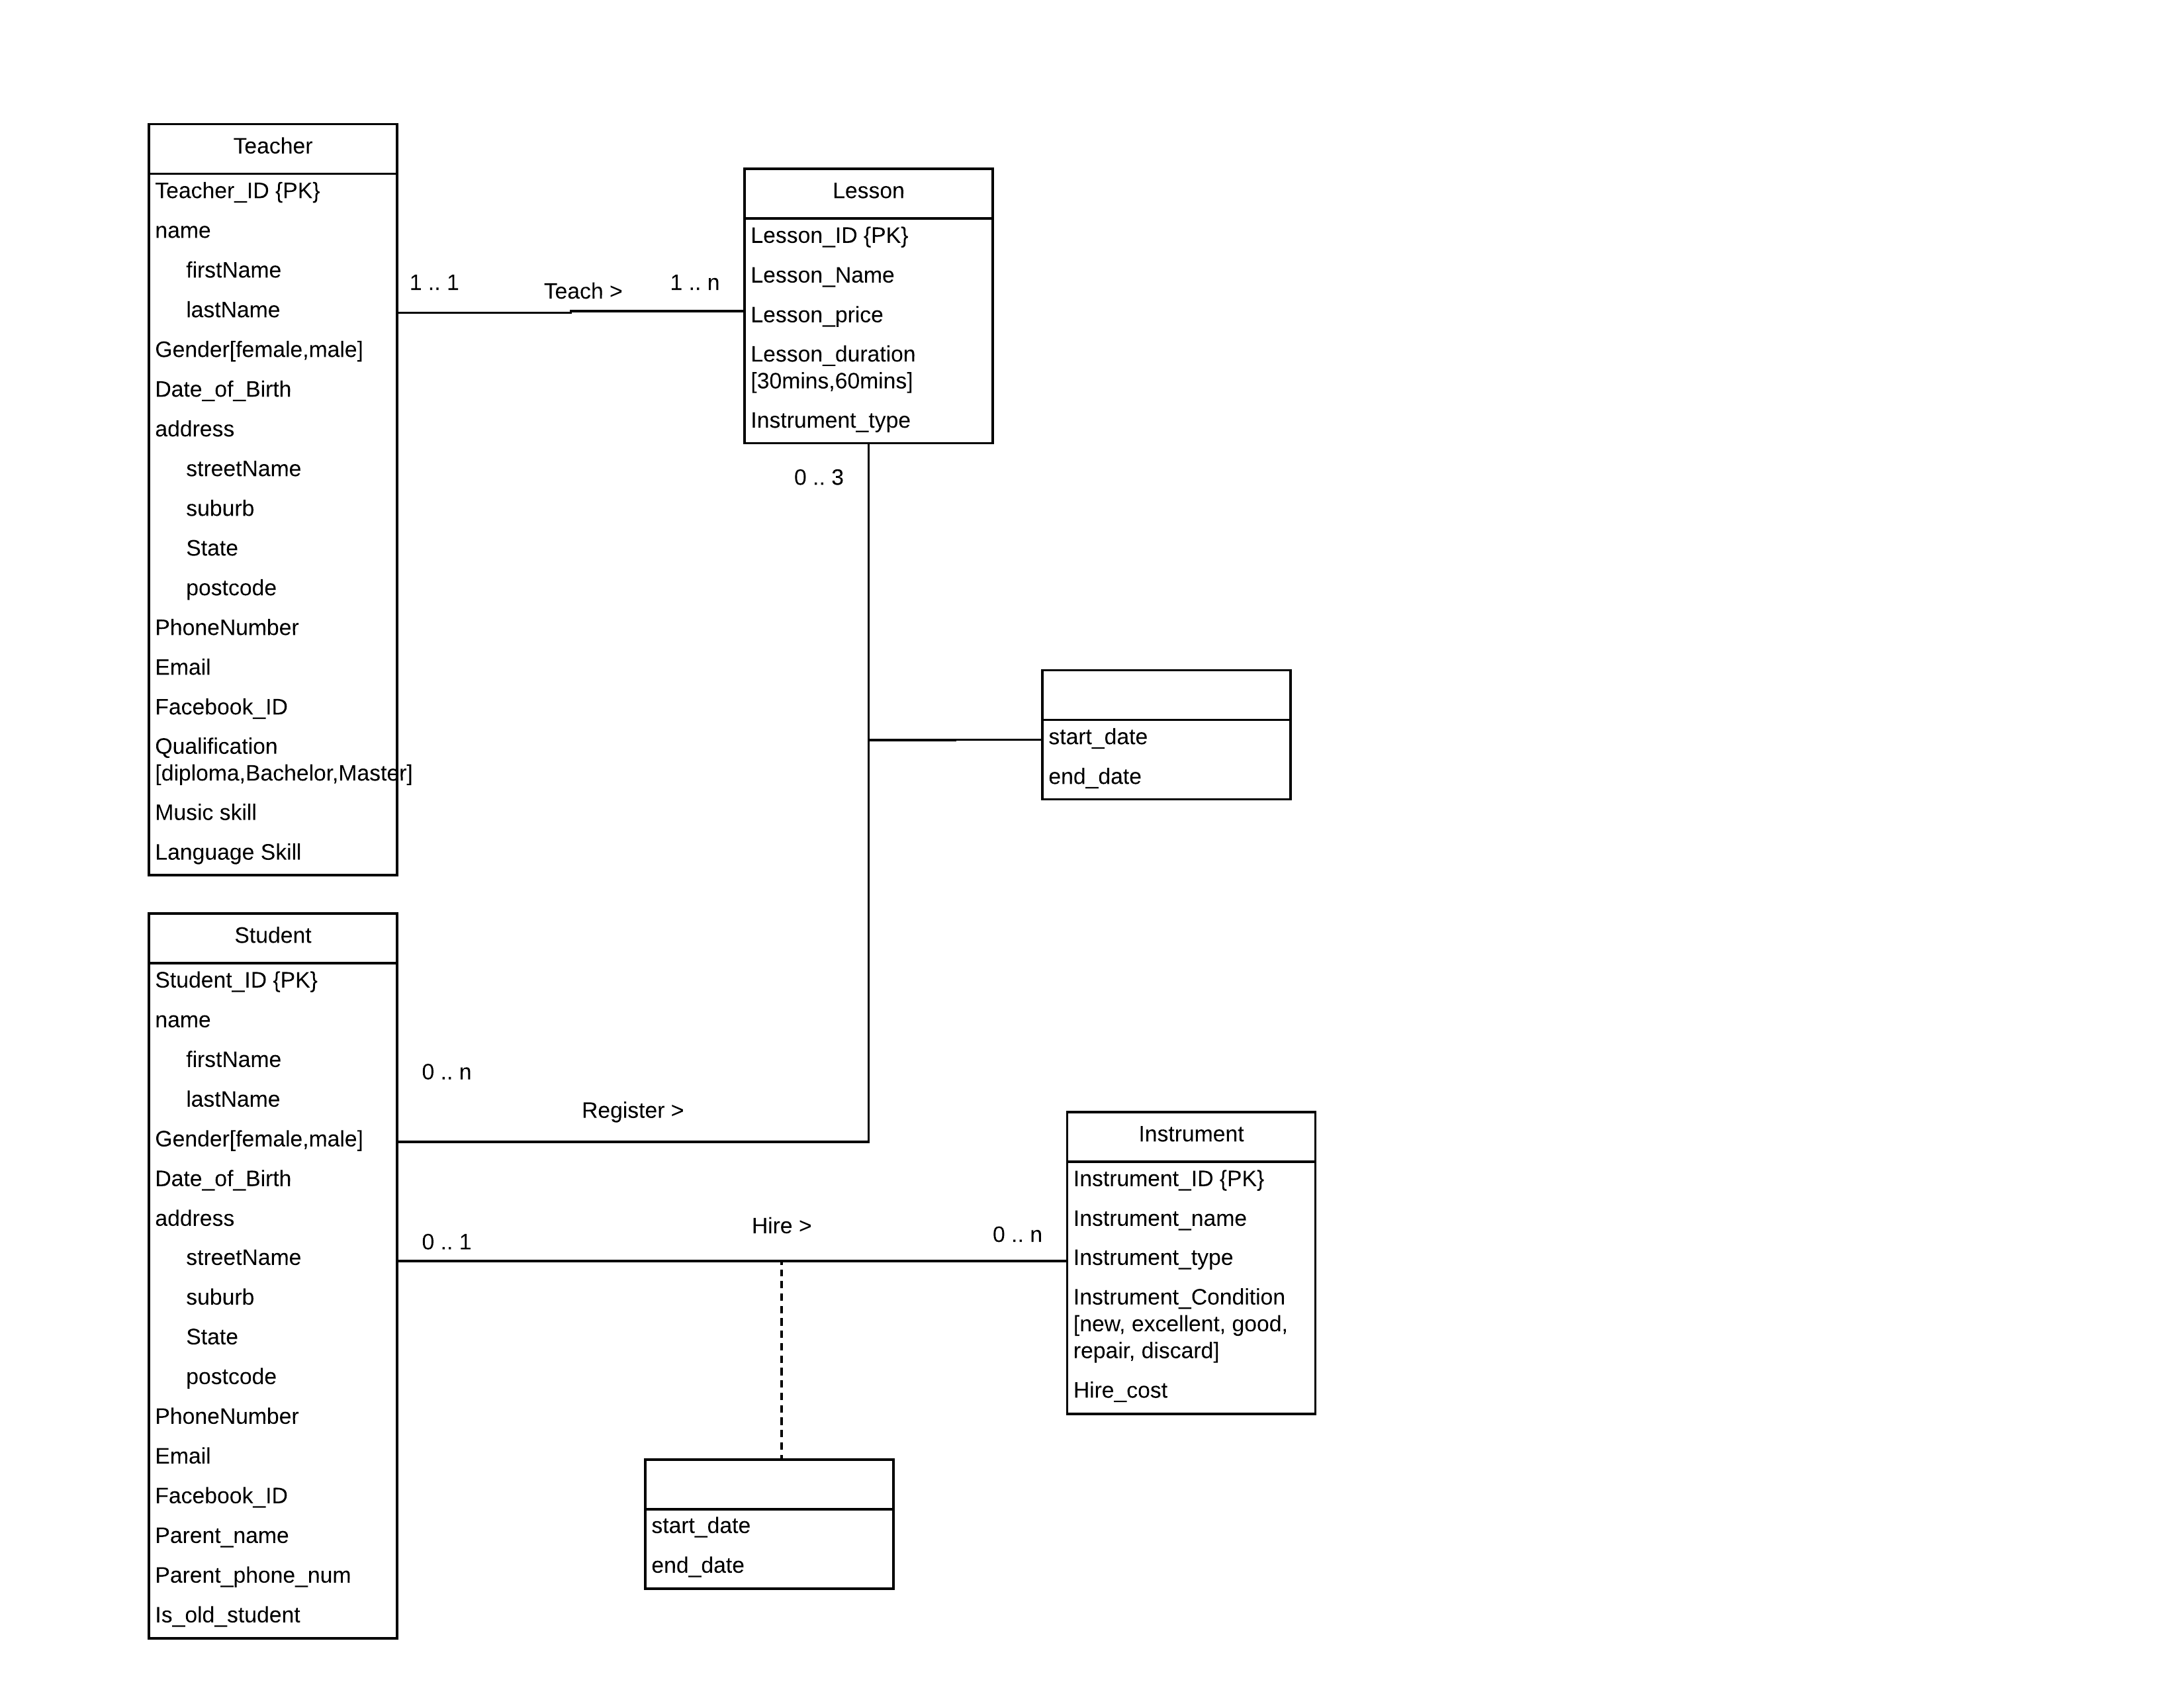 Teacher
Teacher_ID {PK}
name
firstName
lastName
Gender[female,male]
Date_of_Birth
address
streetName
suburb
State
postcode
PhoneNumber
Email
Facebook_ID
Qualification
[diploma,Bachelor,Master]
Music skill
Language Skill
1 .. 1
Teach >
1 .. n
Lesson
Lesson_ID {PK}
Lesson_Name
Lesson_price
Lesson_duration
[30mins,60mins]
Instrument_type
0 .. 3
start_date
end_date
Student
Student_ID {PK}
name
firstName
lastName
Gender[female,male]
Date_of_Birth
address
streetName
suburb
State
postcode
PhoneNumber
Email
Facebook_ID
Parent_name
Parent_phone_num
Is_old_student
0 .. n
Register >
0 .. 1
Hire >
0 .. n
Instrument
Instrument_ID {PK}
Instrument_name
Instrument_type
Instrument_Condition
[new, excellent, good,
repair, discard]
Hire_cost
start_date
end_date